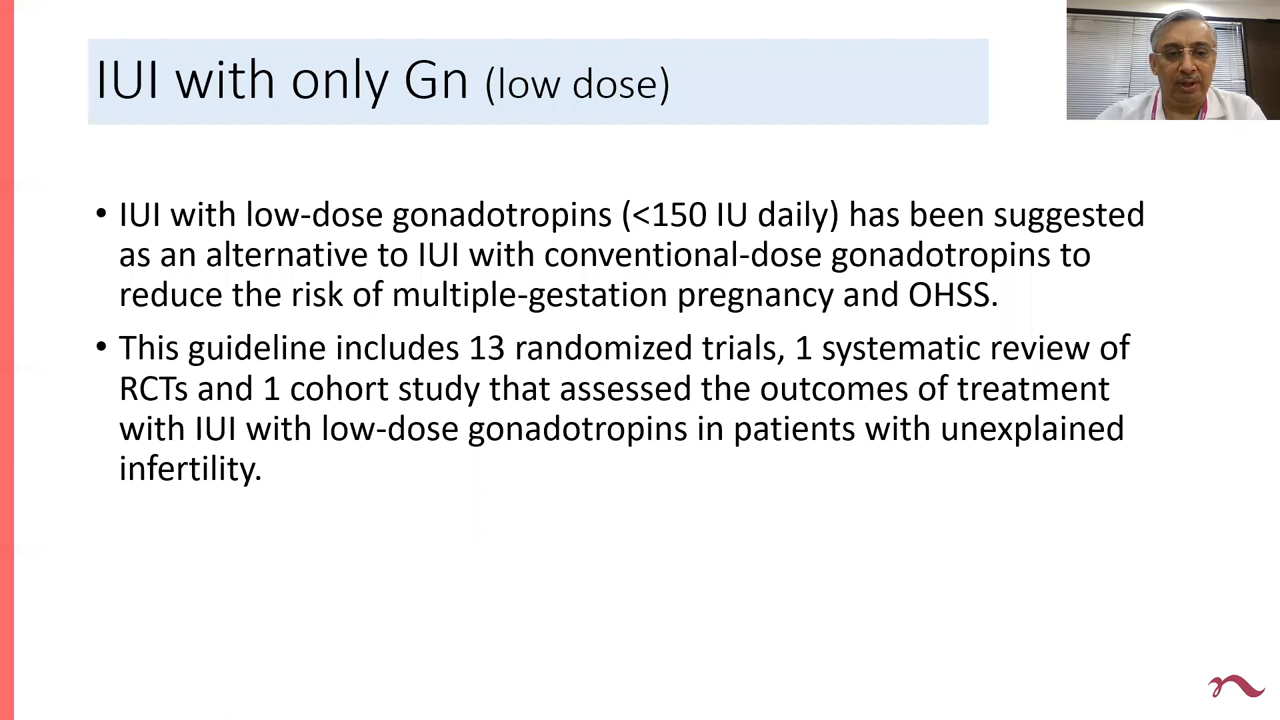 IUI with only Gn (low dose)
• IUI with low-dose gonadotropins (<150 IU daily) has been suggested
as an alternative to IUI with conventional-dose gonadotropins to
reduce the risk of multiple-gestation pregnancy and OHSS.
• This guideline includes 13 randomized trials, 1 systematic review of
RCTs and 1 cohort study that assessed the outcomes of treatment
with IUI with low-dose gonadotropins in patients with unexplained
infertility.